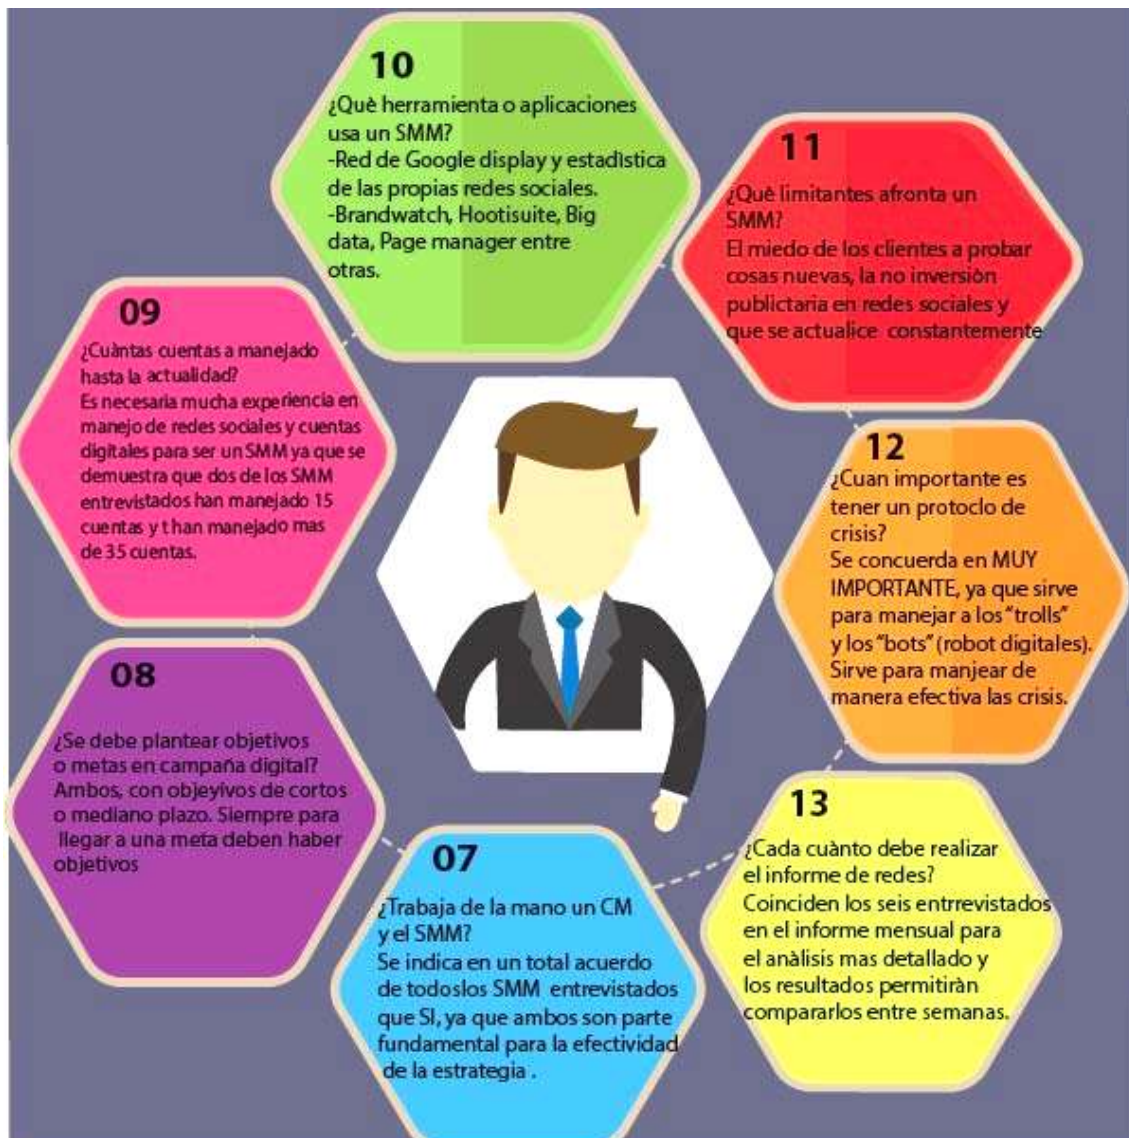 10
¿Què herramienta o aplicaciones
usa un SMM?
-Red de Google display y estadìstica
de las propias redes sociales.
-Brandwatch, Hootisuite, Big
data, Page manager entre
otras.
11
¿Què limitantes afronta un
SMM?
El miedo de los clientes a probar
cosas nuevas, la no inversiòn
publictaria en redes sociales y
que se actualice constantemente
09
¿Cuàntas cuentas a manejado
hasta la actualidad?
Es necesaria mucha experiencia en
manejo de redes sociales y cuentas
digitales para ser un SMM ya que se
demuestra que dos de los SMM
entrevistados han manejado 15
cuentas y t han manejado mas
de 35 cuentas.
12
¿Cuan importante es
tener un protoclo de
crisis?
Se concuerda en MUY
IMPORTANTE, ya que sirve
para manejar a los “trolls”
y los “bots” (robot digitales).
Sirve para manjear de
manera efectiva las crisis.
08
¿Se debe plantear objetivos
o metas en campaña digital?
Ambos, con objeyivos de cortos
o mediano plazo. Siempre para
llegar a una meta deben haber
objetivos
13
¿Cada cuànto debe realizar
el informe de redes?
Coinciden los seis entrrevistados
en el informe mensual para
el anàlisis mas detallado y
los resultados permitiràn
compararlos entre semanas.
07
¿Trabaja de la mano un CM
y el SMM?
Se indica en un total acuerdo
de todoslos SMM entrevistados
que SI, ya que ambos son parte
fundamental para la efectividad
de la estrategia .